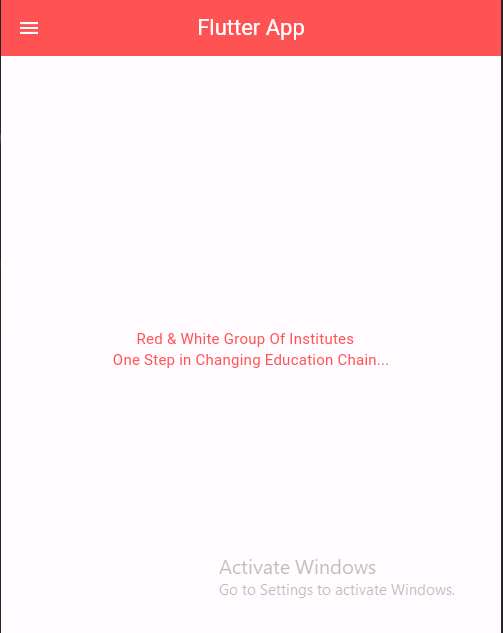 Flutter App
Red & White Group Of Institutes
One Step in Changing Education Chain...
Activate Windows
Go to Settings to activate Windows.